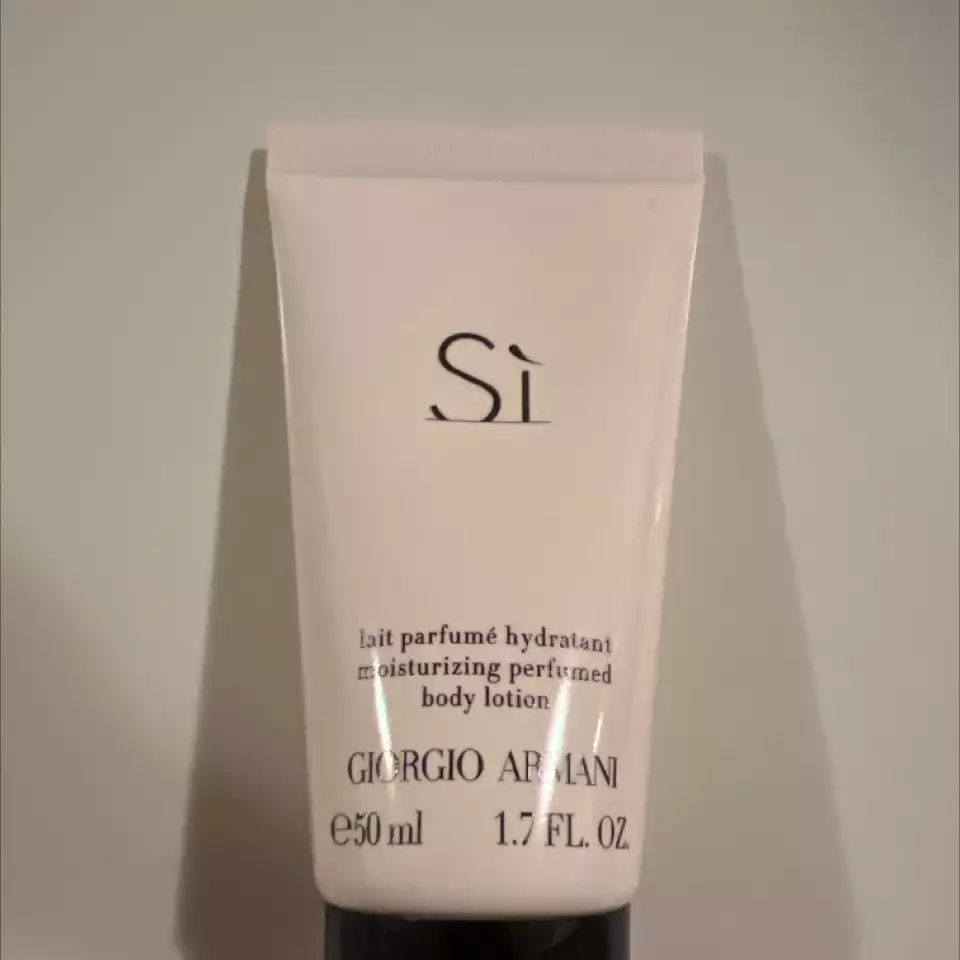 Sì
lait parfumé hydratant
moisturizing perfumed
body lotion
GIORGIO ARMANI
℮50 ml 1.7 FL. OZ.